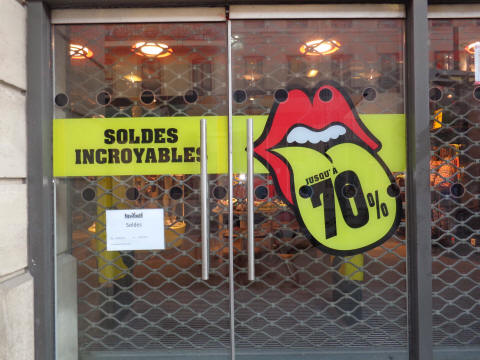 SOLDES
INCROYABLES
JUSQU'À
70%
Soldes